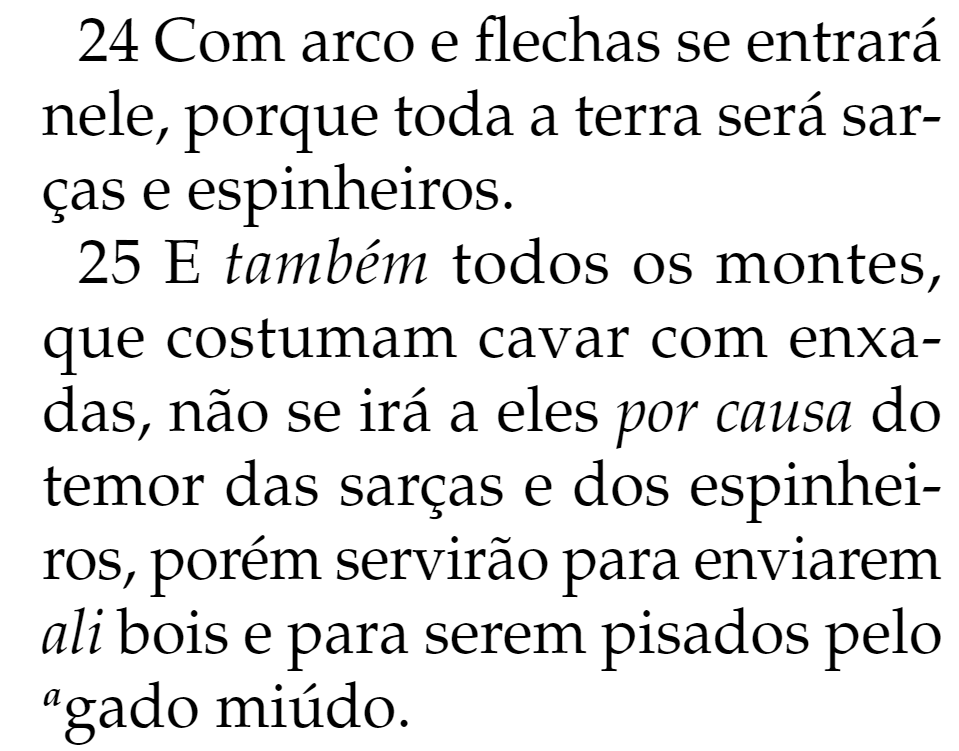 24 Com arco e flechas se entrará
nele, porque toda a terra será sar-
ças e espinheiros.
25 E também todos os montes,
que costumam cavar com enxa-
das, não se irá a eles por causa do
temor das sarças e dos espinhei-
ros, porém servirão para enviarem
ali bois e para serem pisados pelo
ᵃgado miúdo.